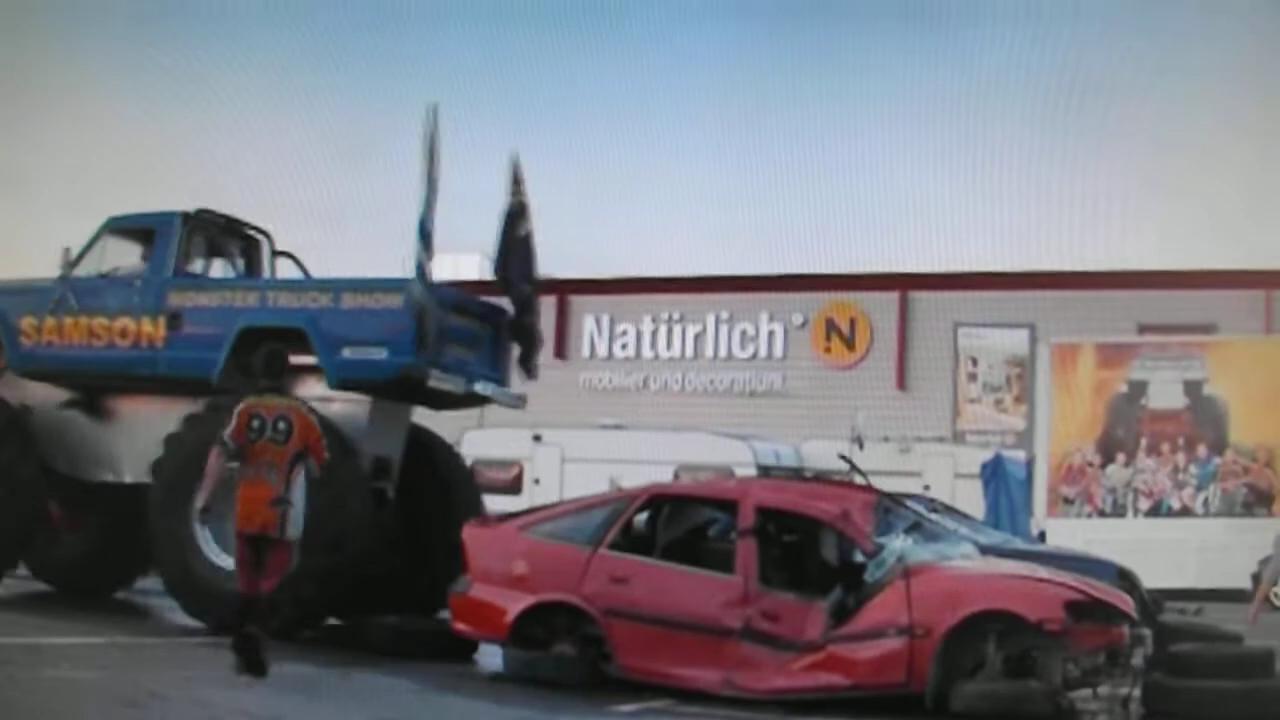 MONSTER TRUCK SHOW
SAMSON
99
Natürlich
N
mobilier und decorations